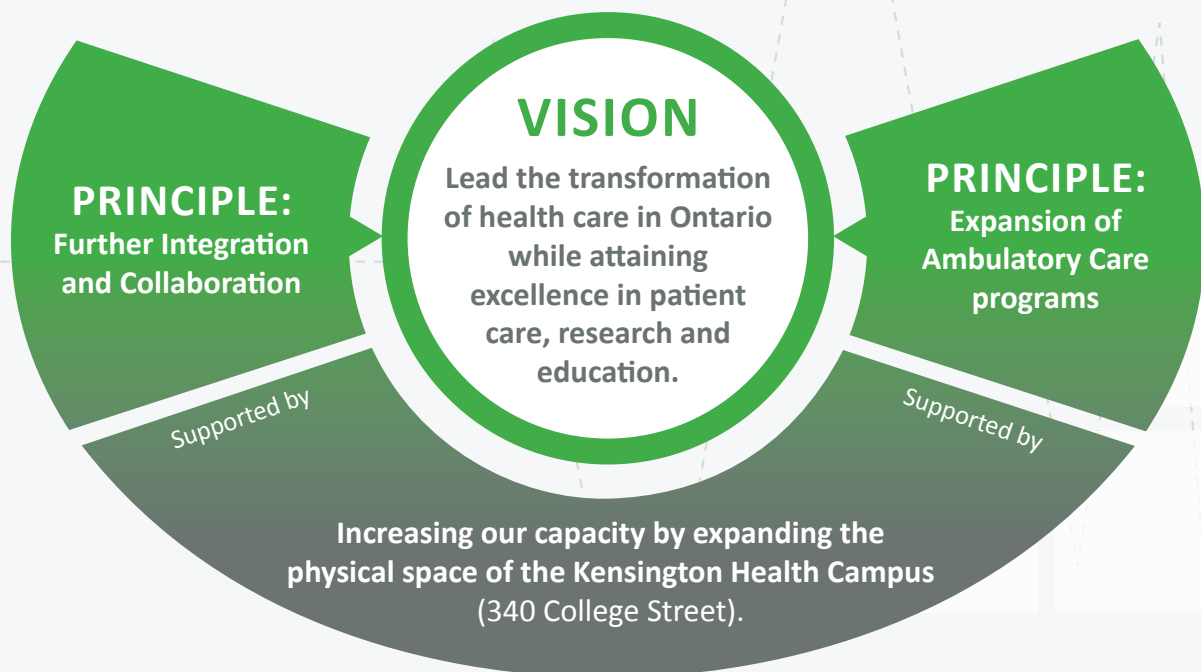 VISION
Lead the transformation
of health care in Ontario
while attaining
excellence in patient
care, research and
education.
PRINCIPLE:
Further Integration
and Collaboration
PRINCIPLE:
Expansion of
Ambulatory Care
programs
Supported by
Supported by
Increasing our capacity by expanding the
physical space of the Kensington Health Campus
(340 College Street).